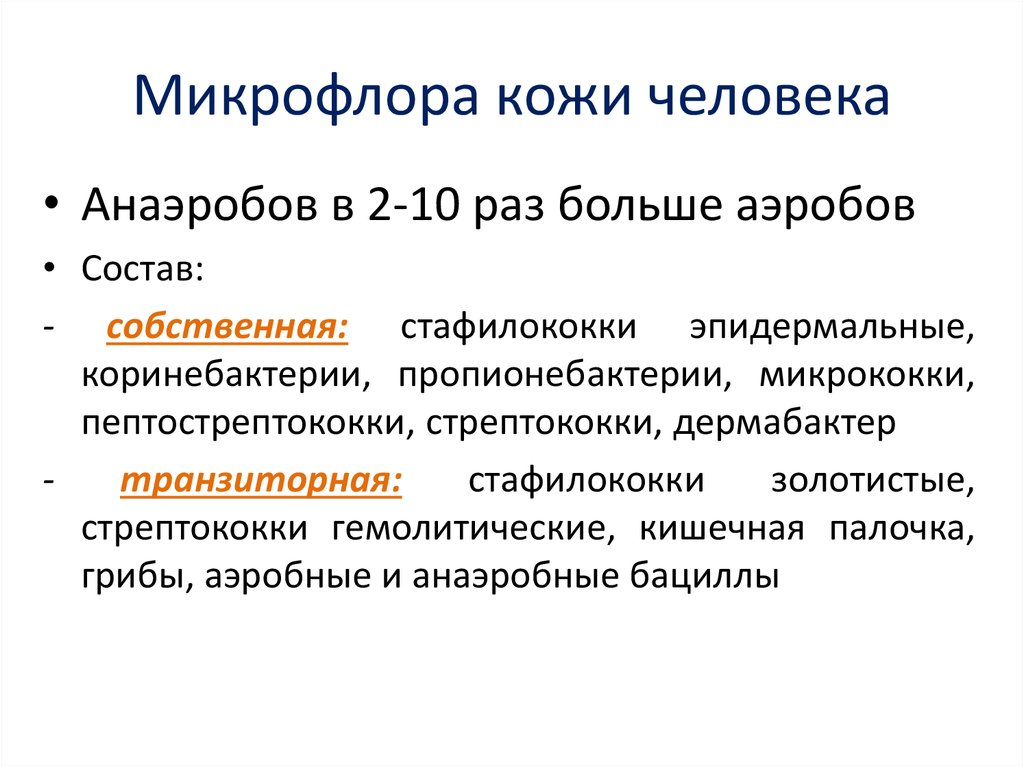 Микрофлора кожи человека
• Анаэробов в 2-10 раз больше аэробов
• Состав:
- собственная: стафилококки эпидермальные,
коринебактерии, пропионебактерии, микрококки,
пептострептококки, стрептококки, дермабактер
- транзиторная: стафилококки золотистые,
стрептококки гемолитические, кишечная палочка,
грибы, аэробные и анаэробные бациллы